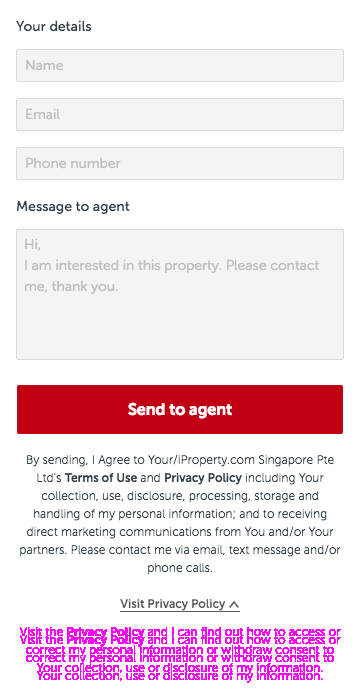 Your details
Name
Email
Phone number
Message to agent
Hi,
I am interested in this property. Please contact
me, thank you.
Send to agent
By sending, I Agree to Your/iProperty.com Singapore Pte
Ltd's Terms of Use and Privacy Policy including Your
collection, use, disclosure, processing, storage and
handling of my personal information; and to receiving
direct marketing communications from You and/or Your
partners. Please contact me via email, text message and/or
phone calls.
Visit Privacy Policy
Visit the Privacy Policy and I can find out how to access or
correct my personal information or withdraw consent to
Your collection, use or disclosure of my information.